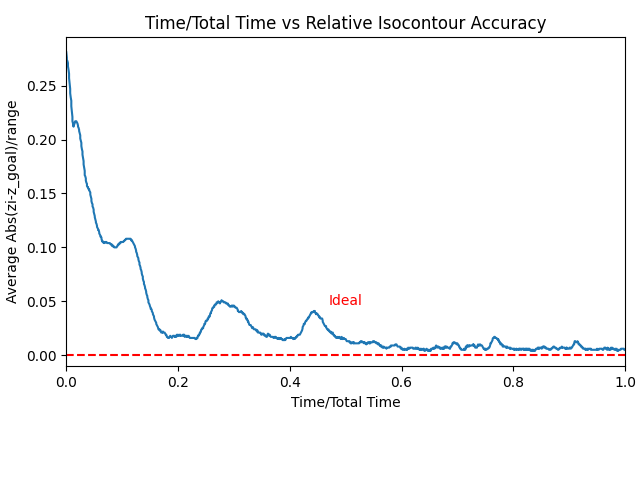 Time/Total Time vs Relative Isocontour Accuracy
Average Abs(zi-z_goal)/range
0.25
0.20
0.15
0.10
0.05
0.00
Ideal
0.0 0.2 0.4 0.6 0.8 1.0
Time/Total Time